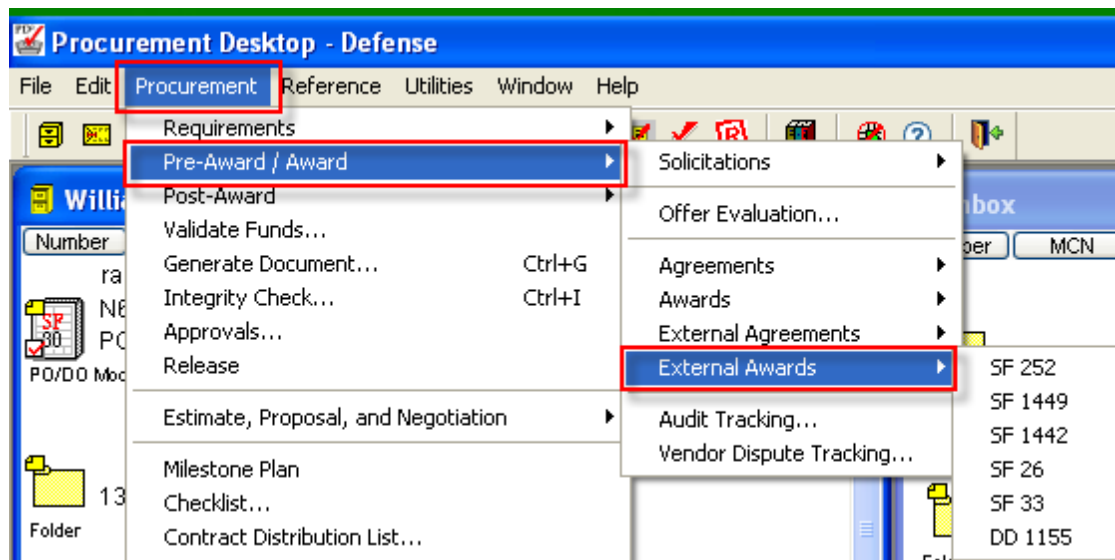 Procurement Desktop - Defense
File Edit Procurement Reference Utilities Window Help
Requirements
Pre-Award / Award
Post-Award
Validate Funds...
Generate Document... Ctrl+G
Integrity Check... Ctrl+I
Approvals...
Release
Estimate, Proposal, and Negotiation
Milestone Plan
Checklist...
Contract Distribution List...
Solicitations
Offer Evaluation...
Agreements
Awards
External Agreements
External Awards
Audit Tracking...
Vendor Dispute Tracking...
SF 252
SF 1449
SF 1442
SF 26
SF 33
DD 1155
Number
SF
30
PO/DO
13
Folder
MCN